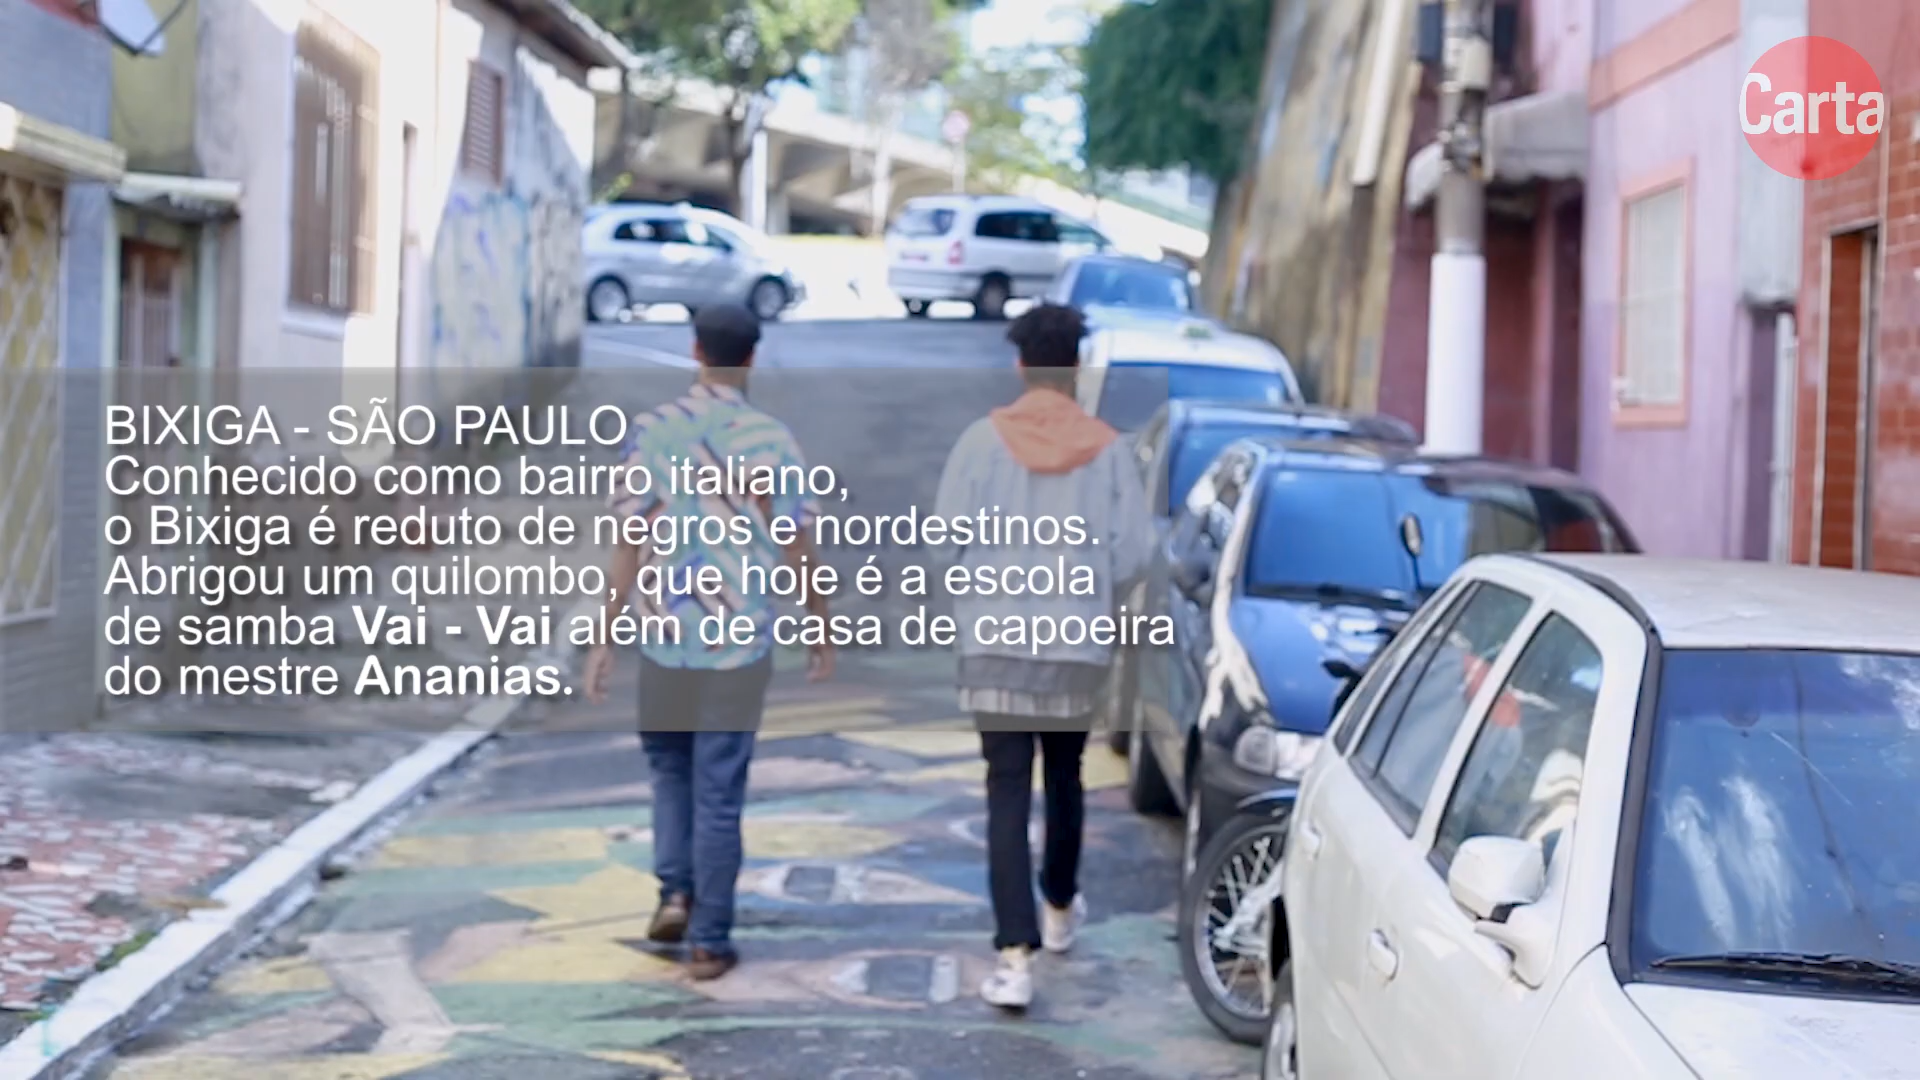 Carta
BIXIGA - SÃO PAULO
Conhecido como bairro italiano,
o Bixiga é reduto de negros e nordestinos.
Abrigou um quilombo, que hoje é a escola
de samba Vai - Vai além de casa de capoeira
do mestre Ananias.